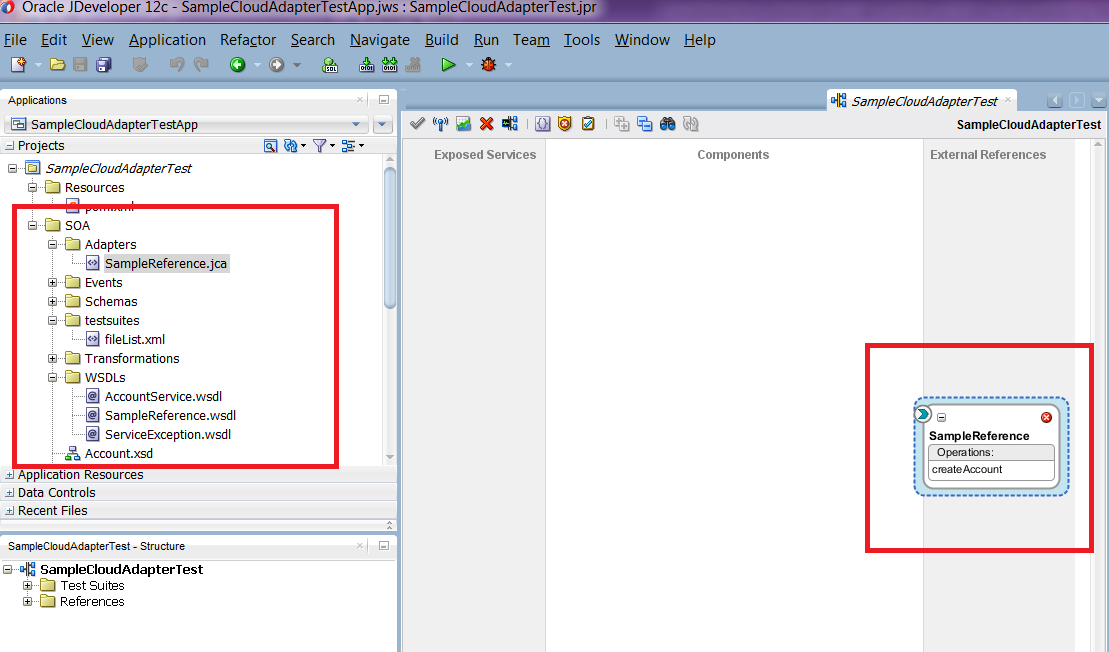 Oracle JDeveloper 12c - SampleCloudAdapterTestApp.jws : SampleCloudAdapterTest.jpr
File Edit View Application Refactor Search Navigate Build Run Team Tools Window Help
Applications
SampleCloudAdapterTestApp
Projects
SampleCloudAdapterTest
Resources
pom.xml
SOA
Adapters
SampleReference.jca
Events
Schemas
testsuites
fileList.xml
Transformations
WSDLs
AccountService.wsdl
SampleReference.wsdl
ServiceException.wsdl
Account.xsd
Application Resources
Data Controls
Recent Files
SampleCloudAdapterTest - Structure
SampleCloudAdapterTest
Test Suites
References
SampleCloudAdapterTest
SampleCloudAdapterTest
Exposed Services Components External References
SampleReference
Operations:
createAccount